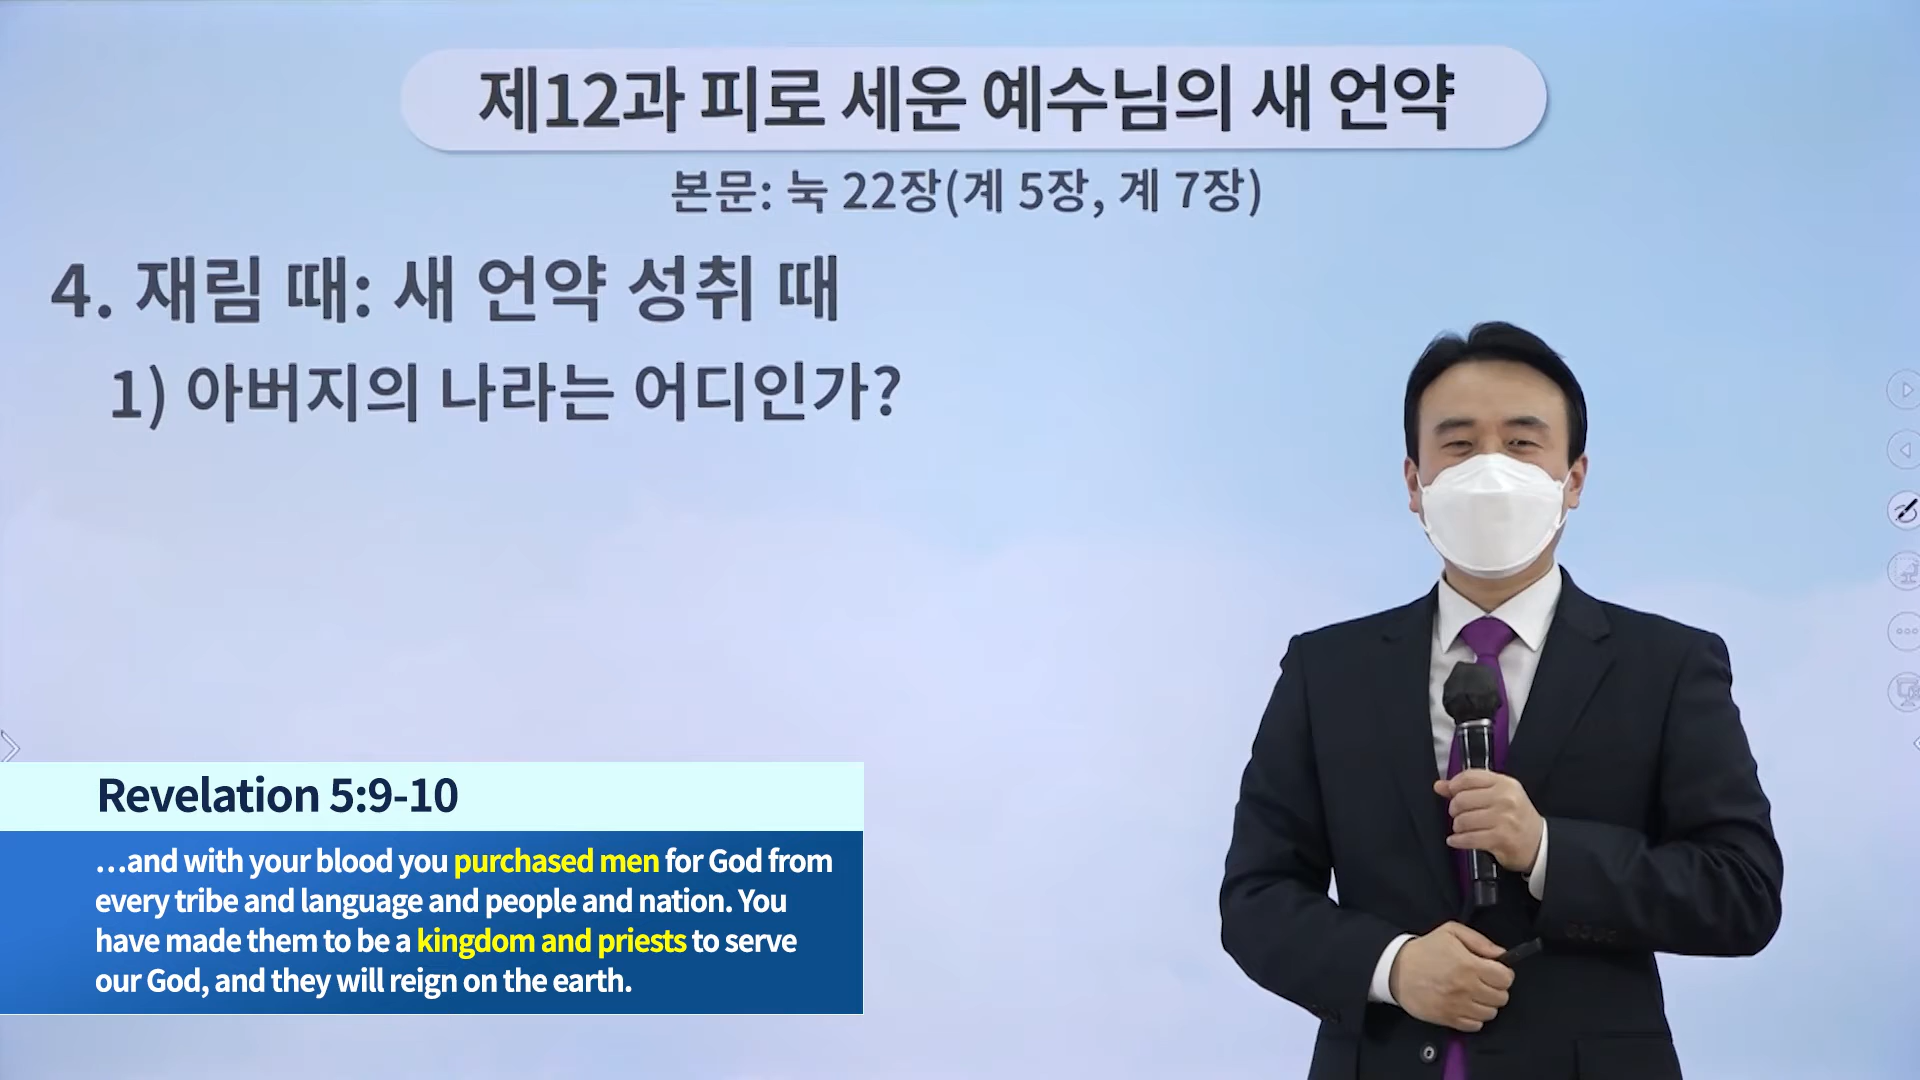 제12과 피로 세운 예수님의 새 언약
본문: 눅 22장(계 5장, 계 7장)
4. 재림 때: 새 언약 성취 때
1) 아버지의 나라는 어디인가?
Revelation 5:9-10
…and with your blood you purchased men for God from
every tribe and language and people and nation. You
have made them to be a kingdom and priests to serve
our God, and they will reign on the earth.